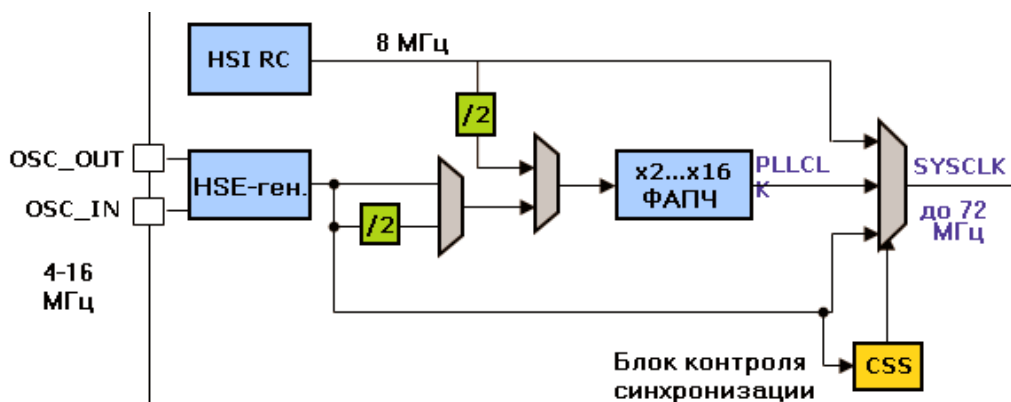 8 МГц
HSI RC
/2
OSC_OUT
HSE-ген.
OSC_IN
/2
x2...x16
ФАПЧ
PLLCL
K
SYSCLK
до 72
МГц
4-16
МГц
Блок контроля
синхронизации
CSS